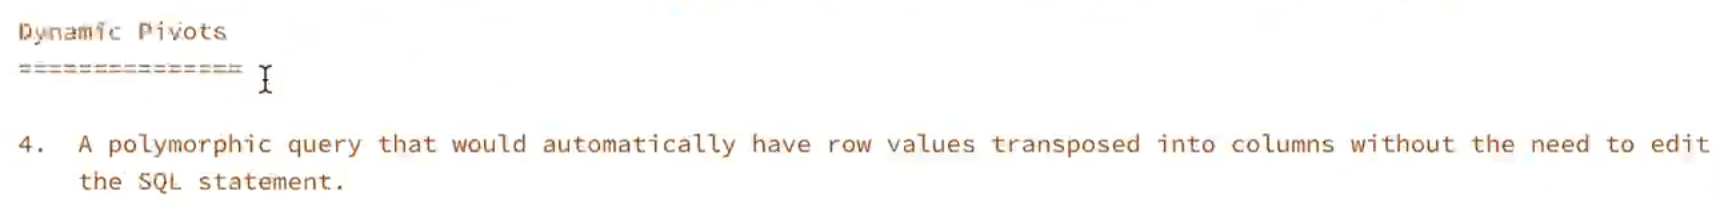 Dynamic Pivots
===============
4. A polymorphic query that would automatically have row values transposed into columns without the need to edit
the SQL statement.